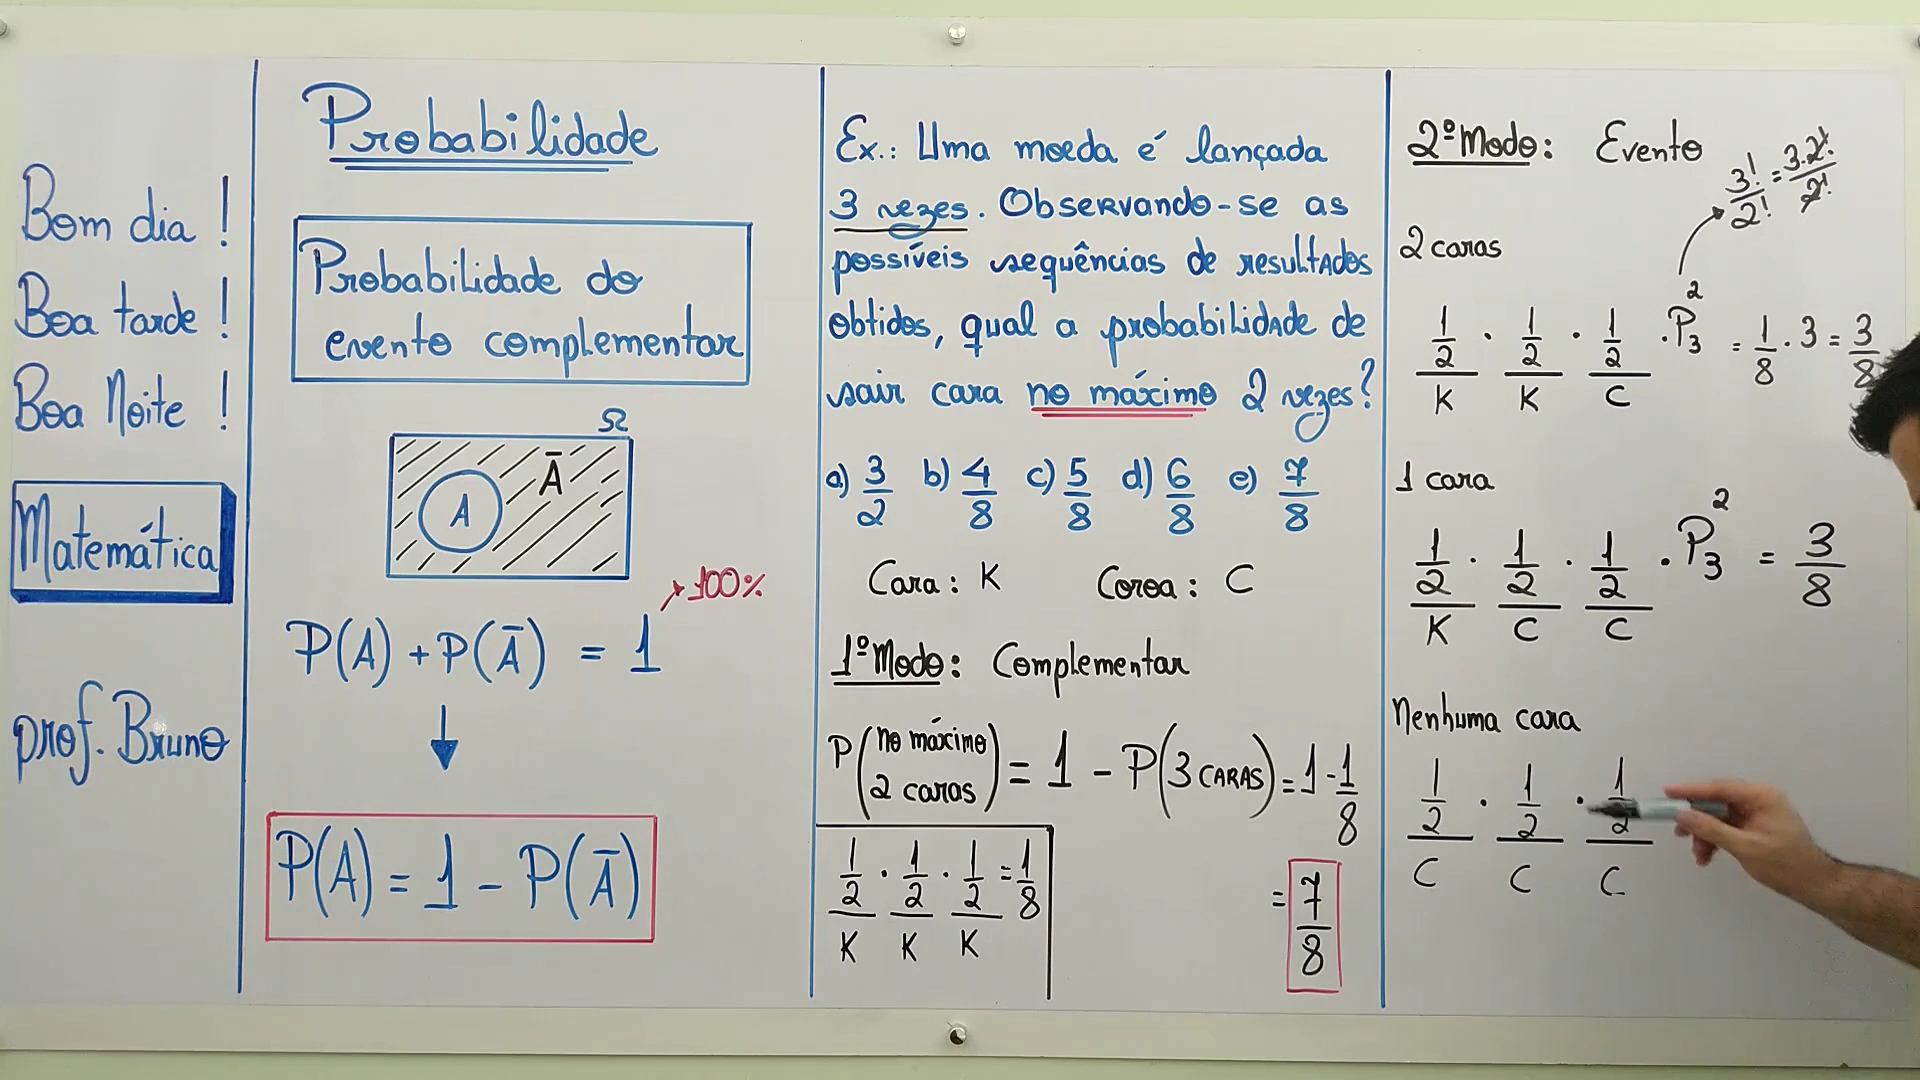 Bom dia !
Boa tarde !
Boa Noite !
Matemática
prof. Bruno
Probabilidade
Probabilidade do
evento complementar
Ω
A Ā
100%
P(A) + P(Ā) = 1
P(A) = 1 - P(Ā)
Ex.: Uma moeda é lançada
3 vezes. Observando-se as
possíveis sequências de resultados
obtidos, qual a probabilidade de
sair cara no máximo 2 vezes?
a) 3/2 b) 4/8 c) 5/8 d) 6/8 e) 7/8
Cara: K Coroa: C
1º Modo: Complementar
P(no máximo 2 caras) = 1 - P(3 CARAS) = 1 - 1/8
1/2 · 1/2 · 1/2 = 1/8
K K K
= 7/8
2º Modo: Evento
3!/2! = 3.2!/2!
2 caras
1/2 · 1/2 · 1/2 · P₃² = 1/8 · 3 = 3/8
K K C
1 cara
1/2 · 1/2 · 1/2 · P₃² = 3/8
K C C
Nenhuma cara
1/2 · 1/2 · 1/2
C C C